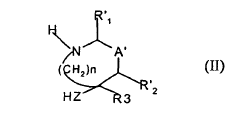 R'₁
H
N
A'
(CH₂)n
(II)
R'₂
HZ
R3